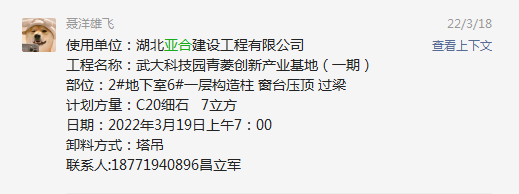 聂洋雄飞 22/3/18
使用单位：湖北亚合建设工程有限公司 查看上下文
工程名称：武大科技园青菱创新产业基地（一期）
部位：2#地下室6#一层构造柱 窗台压顶 过梁
计划方量：C20细石 7立方
日期：2022年3月19日上午7：00
卸料方式：塔吊
联系人:18771940896昌立军